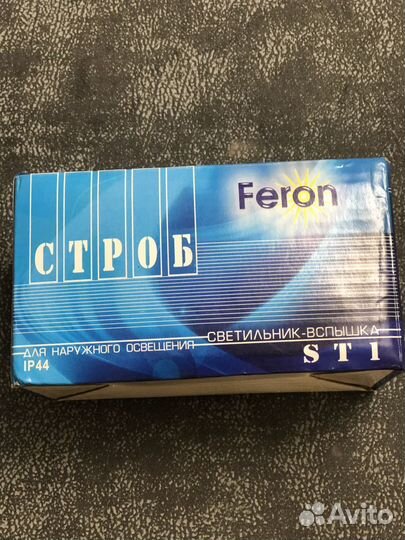 Feron
СТРОБ
СВЕТИЛЬНИК-ВСПЫШКА
ДЛЯ НАРУЖНОГО ОСВЕЩЕНИЯ
ST1
IP44
Avito